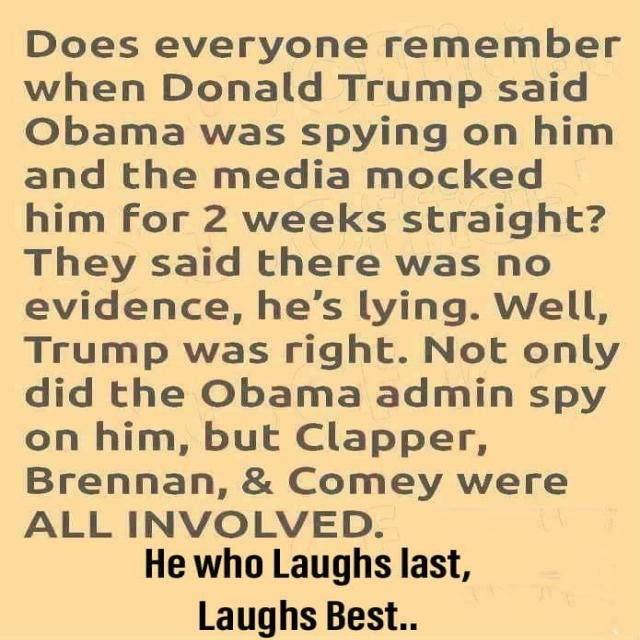 Does everyone remember
when Donald Trump said
Obama was spying on him
and the media mocked
him for 2 weeks straight?
They said there was no
evidence, he's lying. Well,
Trump was right. Not only
did the Obama admin spy
on him, but Clapper,
Brennan, & Comey were
ALL INVOLVED.
He who Laughs last,
Laughs Best..